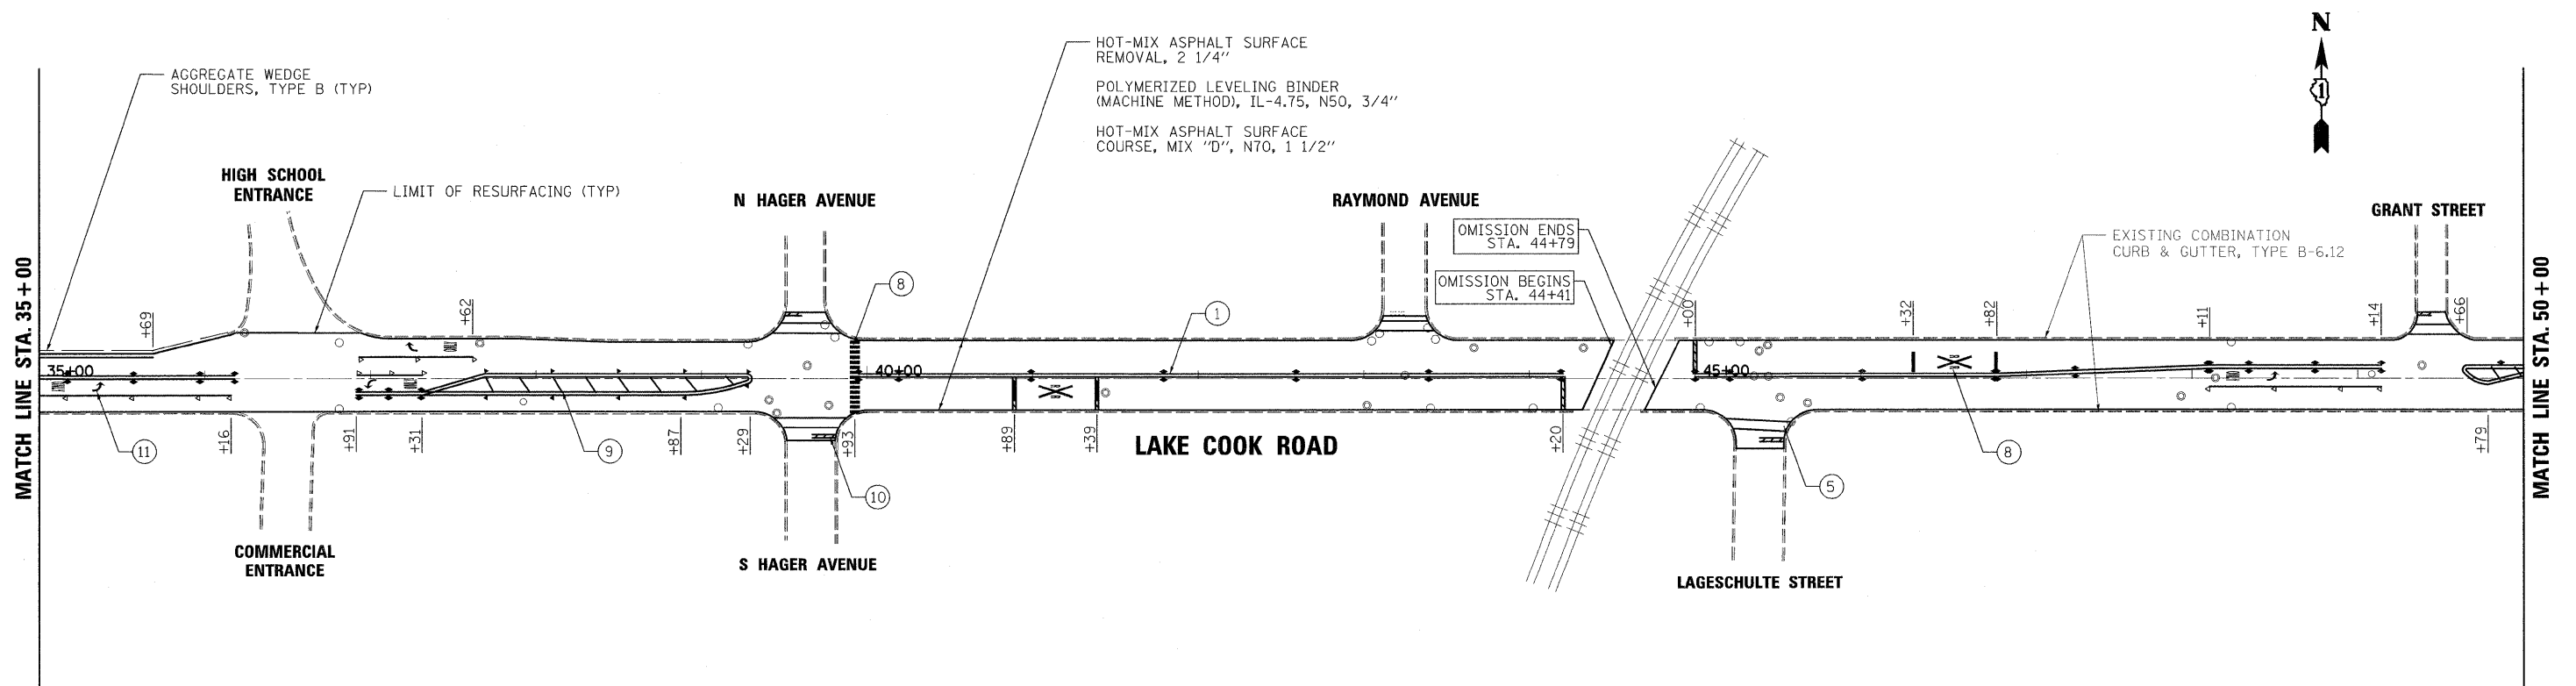 N
1
HOT-MIX ASPHALT SURFACE
REMOVAL, 2 1/4"
POLYMERIZED LEVELING BINDER
(MACHINE METHOD), IL-4.75, N50, 3/4"
HOT-MIX ASPHALT SURFACE
COURSE, MIX "D", N70, 1 1/2"
AGGREGATE WEDGE
SHOULDERS, TYPE B (TYP)
HIGH SCHOOL
ENTRANCE
LIMIT OF RESURFACING (TYP)
N HAGER AVENUE
RAYMOND AVENUE
OMISSION ENDS
STA. 44+79
OMISSION BEGINS
STA. 44+41
GRANT STREET
EXISTING COMBINATION
CURB & GUTTER, TYPE B-6.12
MATCH LINE STA. 35+00
MATCH LINE STA. 50+00
+69
+62
8
1
+00
+32
+82
+11
+14
+66
35+00
ONLY
40+00
45+00
11
+16
+91
+31
9
+87
+29
+93
10
+89
+39
LAKE COOK ROAD
+20
5
8
+79
COMMERCIAL
ENTRANCE
S HAGER AVENUE
LAGESCHULTE STREET